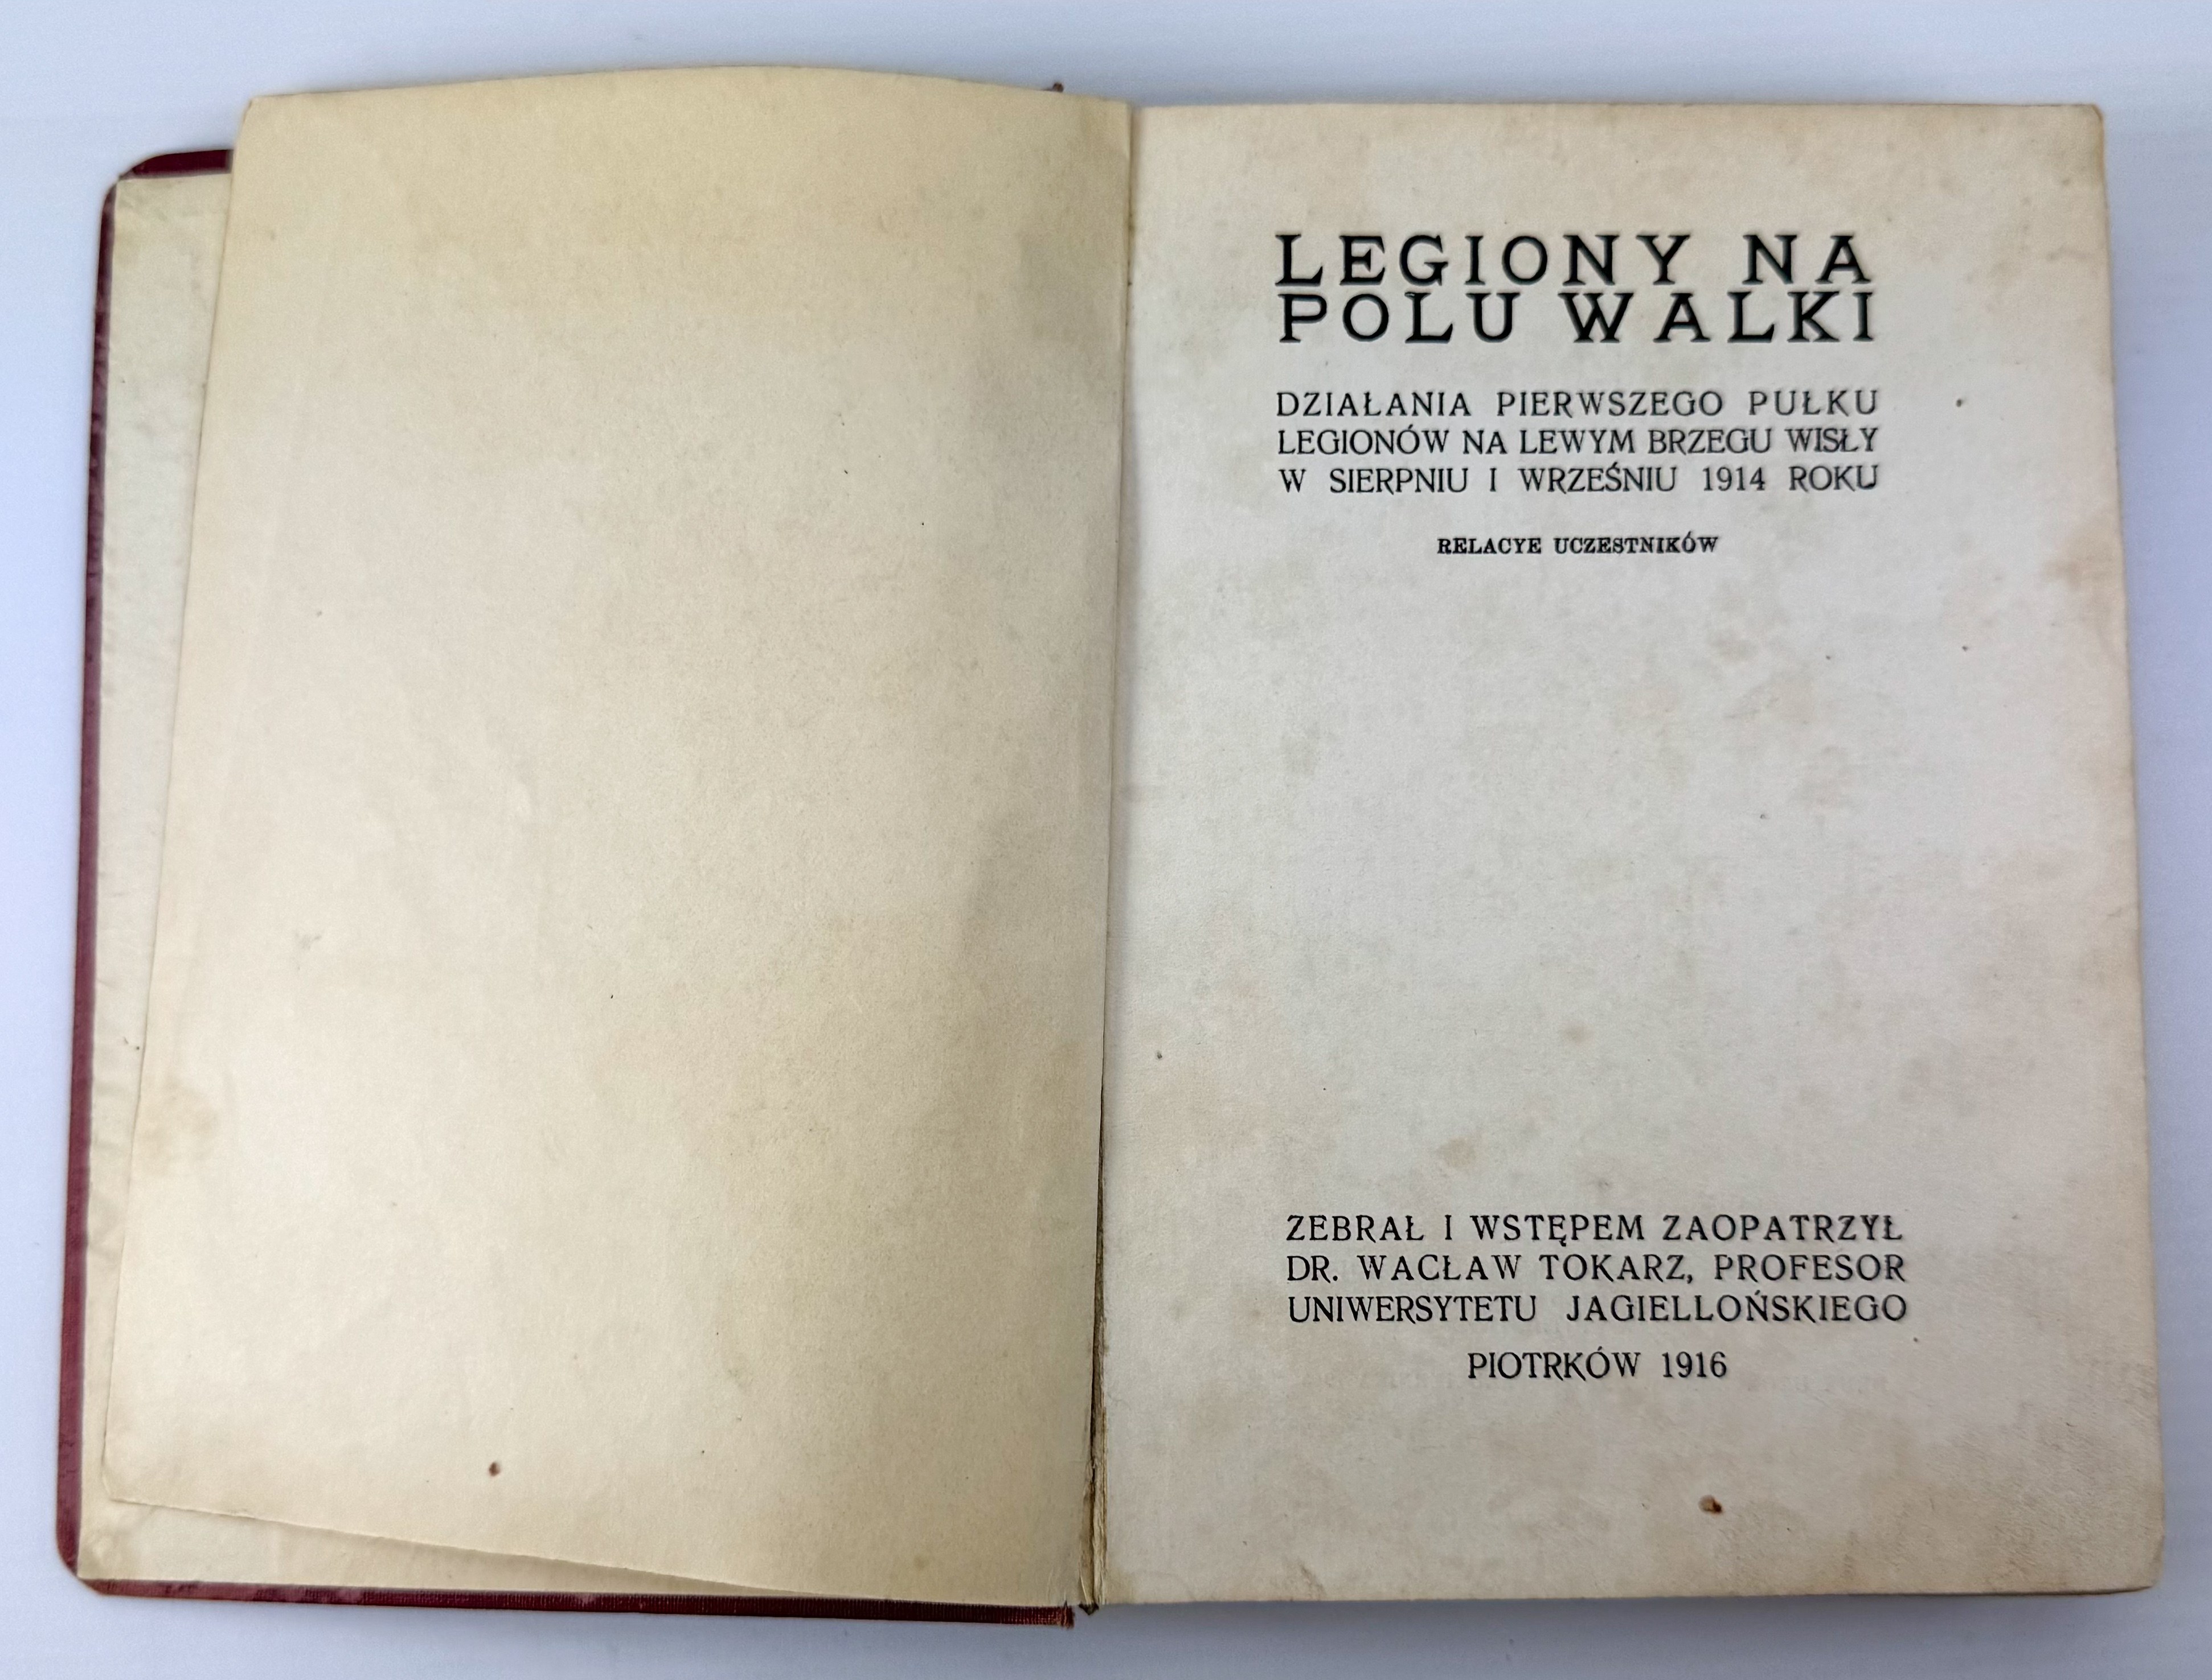 LEGIONY NA
POLU WALKI
DZIAŁANIA PIERWSZEGO PUŁKU
LEGIONÓW NA LEWYM BRZEGU WISŁY
W SIERPNIU I WRZEŚNIU 1914 ROKU
RELACYE UCZESTNIKÓW
ZEBRAŁ I WSTĘPEM ZAOPATRZYŁ
DR. WACŁAW TOKARZ, PROFESOR
UNIWERSYTETU JAGIELLOŃSKIEGO
PIOTRKÓW 1916